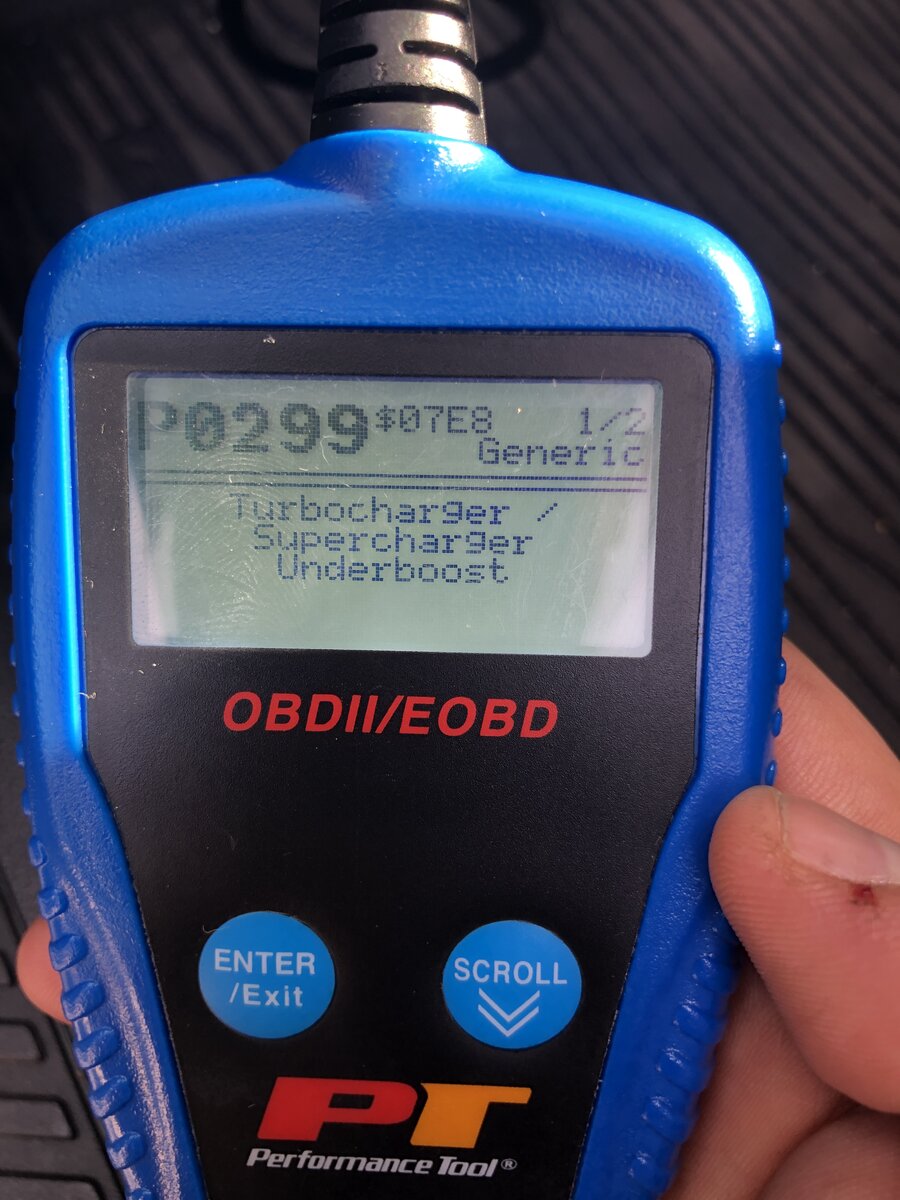 P0299 $07E8 1/2
Generic
Turbocharger /
Supercharger
Underboost
OBDII/EOBD
ENTER
/Exit
SCROLL
PT
Performance Tool®